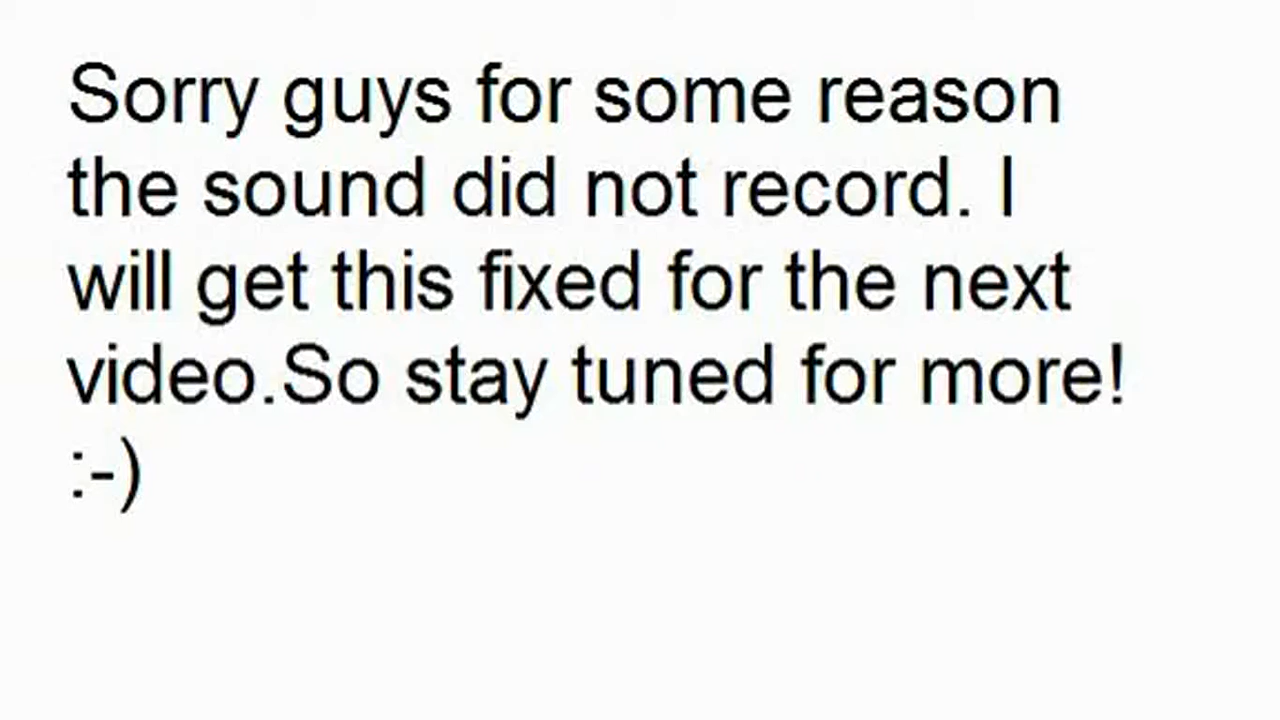 Sorry guys for some reason
the sound did not record. I
will get this fixed for the next
video.So stay tuned for more!
:-)